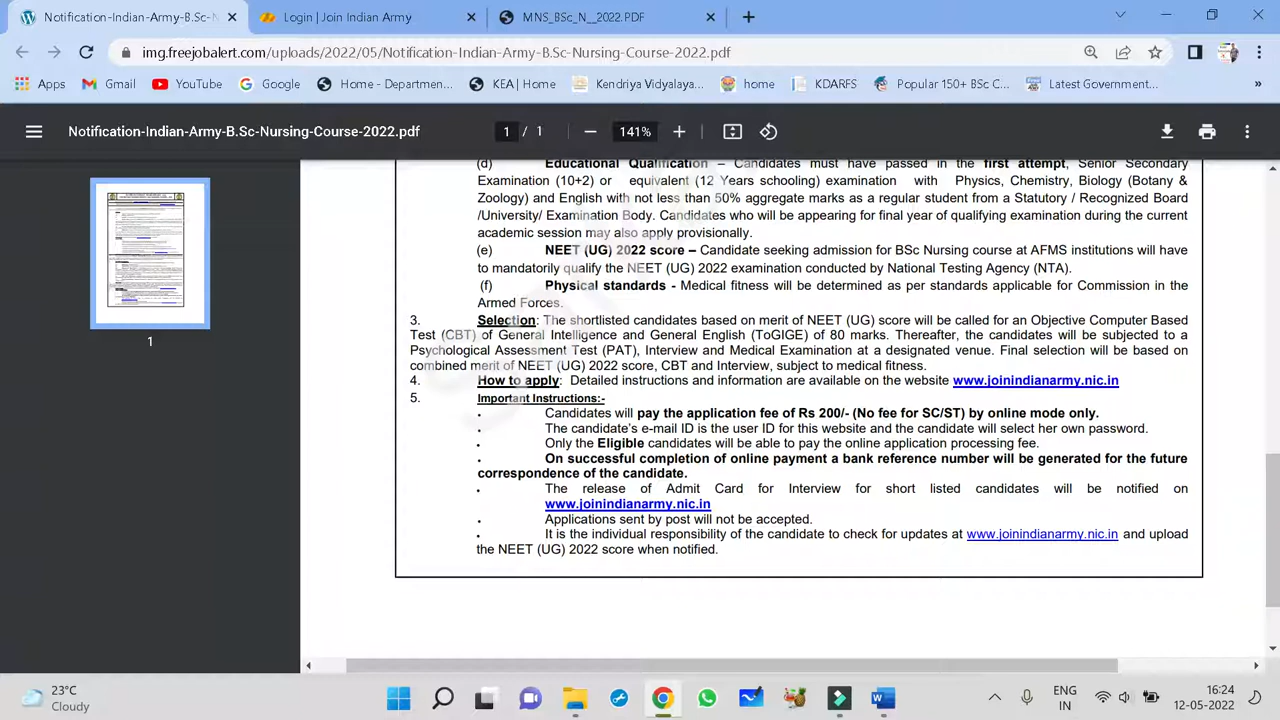 Notification-Indian-Army-B.Sc-N
Login | Join Indian Army
MNS_BSc_N__2022.PDF
img.freejobalert.com/uploads/2022/05/Notification-Indian-Army-B.Sc-Nursing-Course-2022.pdf
Apps Gmail YouTube Google Home - Departmen... KEA | Home Kendriya Vidyalaya... home KDARFS Popular 150+ BSc C... Latest Government...
Notification-Indian-Army-B.Sc-Nursing-Course-2022.pdf
1 / 1
141%
(d) Educational Qualification – Candidates must have passed in the first attempt, Senior Secondary
Examination (10+2) or equivalent (12 Years schooling) examination with Physics, Chemistry, Biology (Botany &
Zoology) and English with not less than 50% aggregate marks as a regular student from a Statutory / Recognized Board
/University/ Examination Body. Candidates who will be appearing for final year of qualifying examination during the current
academic session may also apply provisionally.
(e) NEET (UG) 2022 score – Candidate seeking admission for BSc Nursing course at AFMS institutions will have
to mandatorily qualify the NEET (UG) 2022 examination conducted by National Testing Agency (NTA).
(f) Physical standards - Medical fitness will be determined as per standards applicable for Commission in the
Armed Forces.
3. Selection: The shortlisted candidates based on merit of NEET (UG) score will be called for an Objective Computer Based
Test (CBT) of General Intelligence and General English (ToGIGE) of 80 marks. Thereafter, the candidates will be subjected to a
Psychological Assessment Test (PAT), Interview and Medical Examination at a designated venue. Final selection will be based on
combined merit of NEET (UG) 2022 score, CBT and Interview, subject to medical fitness.
4. How to apply: Detailed instructions and information are available on the website www.joinindianarmy.nic.in
5. Important Instructions:-
• Candidates will pay the application fee of Rs 200/- (No fee for SC/ST) by online mode only.
• The candidate's e-mail ID is the user ID for this website and the candidate will select her own password.
• Only the Eligible candidates will be able to pay the online application processing fee.
• On successful completion of online payment a bank reference number will be generated for the future
correspondence of the candidate.
• The release of Admit Card for Interview for short listed candidates will be notified on
www.joinindianarmy.nic.in
• Applications sent by post will not be accepted.
• It is the individual responsibility of the candidate to check for updates at www.joinindianarmy.nic.in and upload
the NEET (UG) 2022 score when notified.
1
23°C
Cloudy
ENG
IN
16:24
12-05-2022